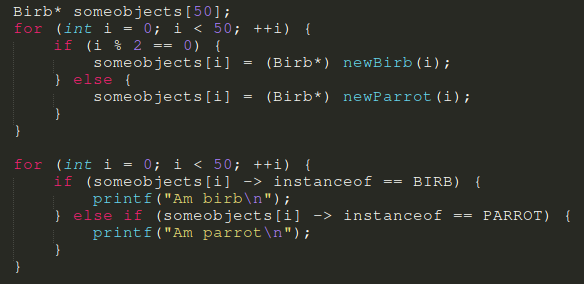 Birb* someobjects[50];
for (int i = 0; i < 50; ++i) {
    if (i % 2 == 0) {
        someobjects[i] = (Birb*) newBirb(i);
    } else {
        someobjects[i] = (Birb*) newParrot(i);
    }
}

for (int i = 0; i < 50; ++i) {
    if (someobjects[i] -> instanceof == BIRB) {
        printf("Am birb\n");
    } else if (someobjects[i] -> instanceof == PARROT) {
        printf("Am parrot\n");
    }
}